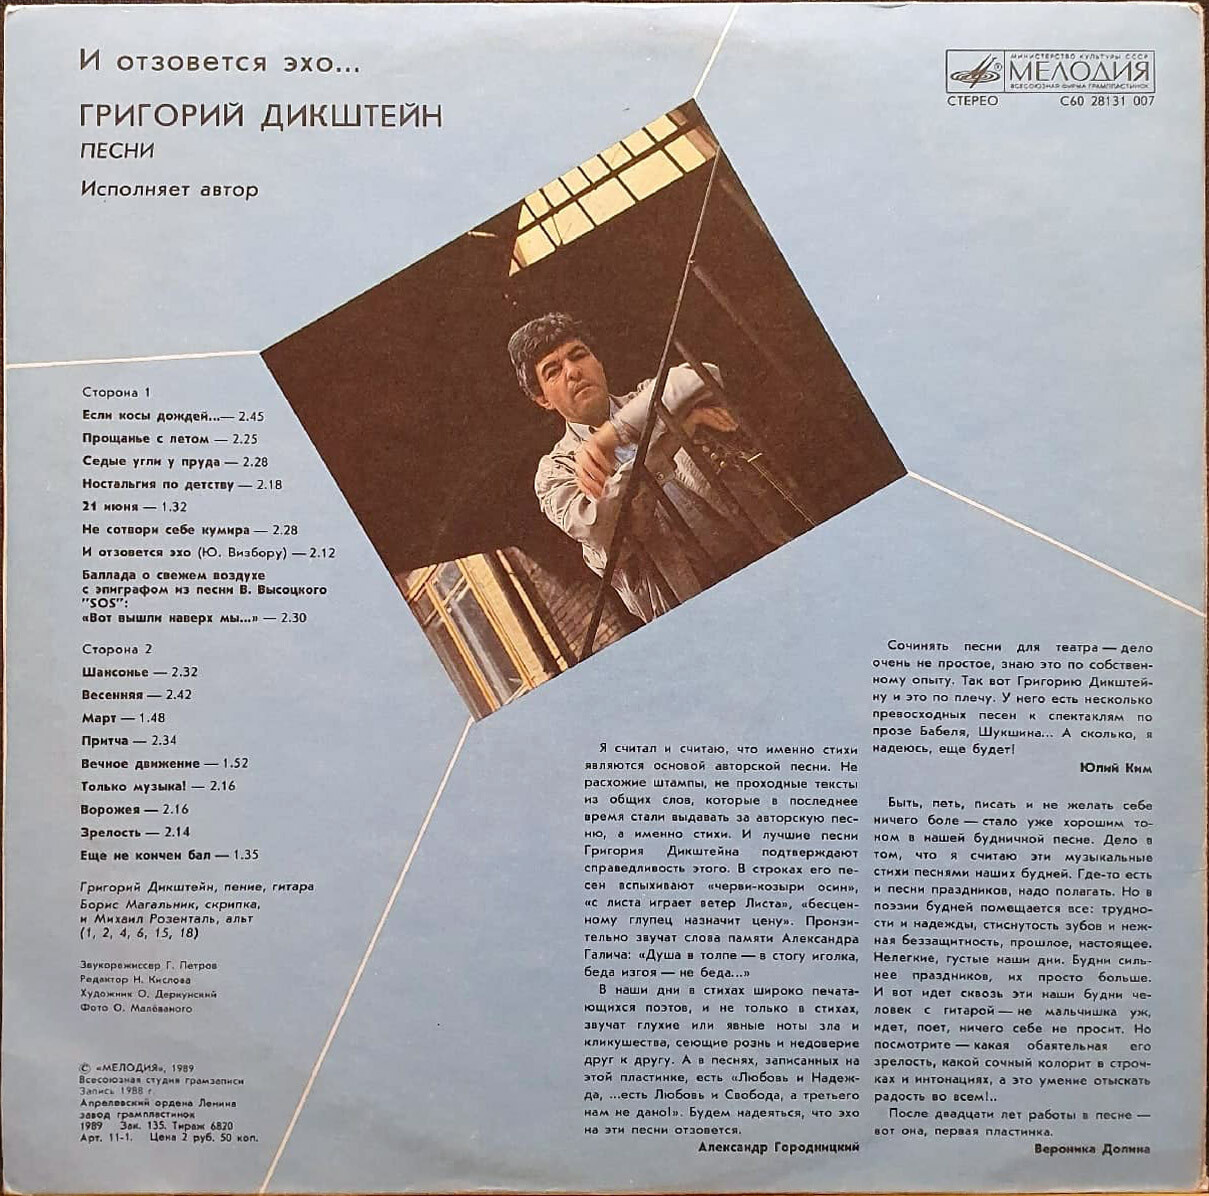 И отзовется эхо...
ГРИГОРИЙ ДИКШТЕЙН
ПЕСНИ
Исполняет автор
МИНИСТЕРСТВО КУЛЬТУРЫ СССР
МЕЛОДИЯ
ВСЕСОЮЗНАЯ ФИРМА ГРАМПЛАСТИНОК
СТЕРЕО С60 28131 007
Сторона 1
Если косы дождей...— 2.45
Прощанье с летом — 2.25
Седые угли у пруда — 2.28
Ностальгия по детству — 2.18
21 июня — 1.32
Не сотвори себе кумира — 2.28
И отзовется эхо (Ю. Визбору) — 2.12
Баллада о свежем воздухе
с эпиграфом из песни В. Высоцкого
"SOS":
«Вот вышли наверх мы...» — 2.30
Сторона 2
Шансонье — 2.32
Весенняя — 2.42
Март — 1.48
Притча — 2.34
Вечное движение — 1.52
Только музыка! — 2.16
Ворожея — 2.16
Зрелость — 2.14
Еще не кончен бал — 1.35
Григорий Дикштейн, пение, гитара
Борис Магальник, скрипка,
и Михаил Розенталь, альт
(1, 2, 4, 6, 15, 18)
Звукорежиссер Г. Петров
Редактор Н. Кислова
Художник О. Деркунский
Фото О. Малёваного
© «МЕЛОДИЯ», 1989
Всесоюзная студия грамзаписи
Запись 1988 г
Апрелевский ордена Ленина
завод грампластинок
1989 Зак. 135. Тираж 6820
Арт. 11-1. Цена 2 руб. 50 коп.
Я считал и считаю, что именно стихи
являются основой авторской песни. Не
расхожие штампы, не проходные тексты
из общих слов, которые в последнее
время стали выдавать за авторскую пес-
ню, а именно стихи. И лучшие песни
Григория Дикштейна подтверждают
справедливость этого. В строках его пе-
сен вспыхивают «черви-козыри осин»,
«с листа играет ветер Листа», «бесцен-
ному глупец назначит цену». Пронзи-
тельно звучат слова памяти Александра
Галича: «Душа в толпе — в стогу иголка,
беда изгоя — не беда...»
В наши дни в стихах широко печата-
ющихся поэтов, и не только в стихах,
звучат глухие или явные ноты зла и
кликушества, сеющие рознь и недоверие
друг к другу. А в песнях, записанных на
этой пластинке, есть «Любовь и Надеж-
да, ...есть Любовь и Свобода, а третьего
нам не дано!». Будем надеяться, что эхо
на эти песни отзовется.
Александр Городницкий
Сочинять песни для театра — дело
очень не простое, знаю это по собствен-
ному опыту. Так вот Григорию Дикштей-
ну и это по плечу. У него есть несколько
превосходных песен к спектаклям по
прозе Бабеля, Шукшина... А сколько, я
надеюсь, еще будет!
Юлий Ким
Быть, петь, писать и не желать себе
ничего боле — стало уже хорошим то-
ном в нашей будничной песне. Дело в
том, что я считаю эти музыкальные
стихи песнями наших будней. Где-то есть
и песни праздников, надо полагать. Но в
поэзии будней помещается все: трудно-
сти и надежды, стиснутость зубов и неж-
ная беззащитность, прошлое, настоящее.
Нелегкие, густые наши дни. Будни силь-
нее праздников, их просто больше.
И вот идет сквозь эти наши будни че-
ловек с гитарой — не мальчишка уж,
идет, поет, ничего себе не просит. Но
посмотрите — какая обаятельная его
зрелость, какой сочный колорит в строч-
ках и интонациях, а это умение отыскать
радость во всем!..
После двадцати лет работы в песне —
вот она, первая пластинка.
Вероника Долина